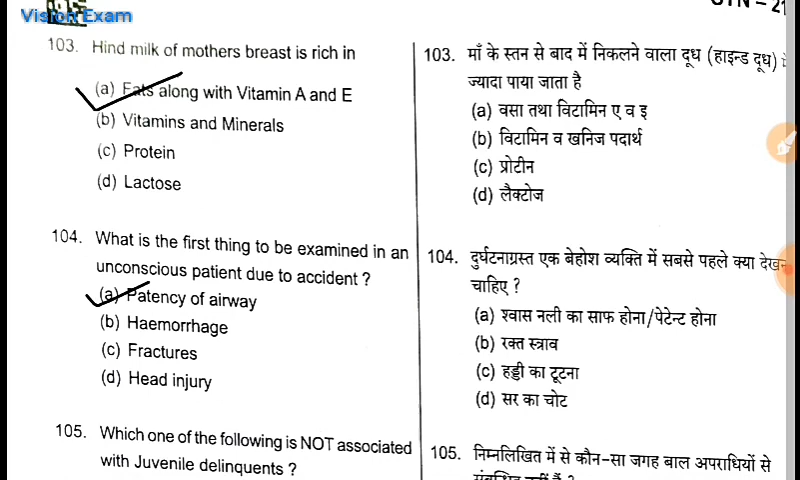 Vision Exam
103. Hind milk of mothers breast is rich in
(a) Fats along with Vitamin A and E
(b) Vitamins and Minerals
(c) Protein
(d) Lactose
104. What is the first thing to be examined in an
unconscious patient due to accident ?
(a) Patency of airway
(b) Haemorrhage
(c) Fractures
(d) Head injury
105. Which one of the following is NOT associated
with Juvenile delinquents ?
103. माँ के स्तन से बाद में निकलने वाला दूध (हाइन्ड दूध)
ज्यादा पाया जाता है
(a) वसा तथा विटामिन ए व इ
(b) विटामिन व खनिज पदार्थ
(c) प्रोटीन
(d) लैक्टोज
104. दुर्घटनाग्रस्त एक बेहोश व्यक्ति में सबसे पहले क्या
चाहिए ?
(a) श्वास नली का साफ होना/पेटेन्ट होना
(b) रक्त स्त्राव
(c) हड्डी का टूटना
(d) सर का चोट
105. निम्नलिखित में से कौन-सा जगह बाल अपराधियों से